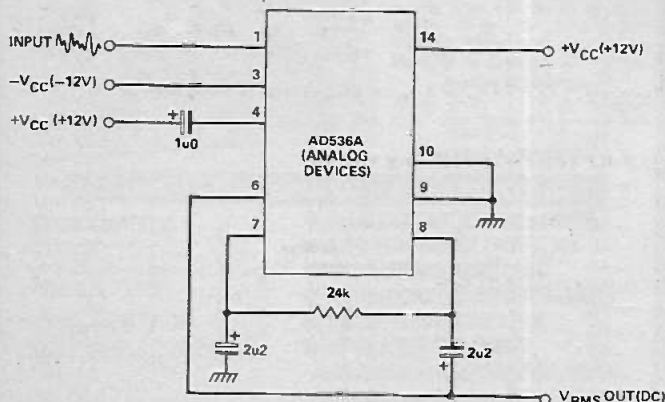 INPUT
1
14
+VCC(+12V)
-VCC(-12V)
3
+VCC (+12V)
+
1u0
4
AD536A
(ANALOG
DEVICES)
10
6
9
7
8
24k
+
2u2
2u2
+
VRMS OUT(DC)